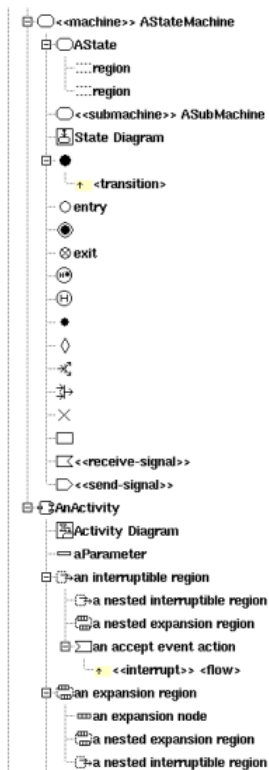 <<machine>> AStateMachine
AState
region
region
<<submachine>> ASubMachine
State Diagram
<transition>
entry
exit
H*
H
<<receive-signal>>
<<send-signal>>
AnActivity
Activity Diagram
aParameter
an interruptible region
a nested interruptible region
a nested expansion region
an accept event action
<<interrupt>> <flow>
an expansion region
an expansion node
a nested expansion region
a nested interruptible region